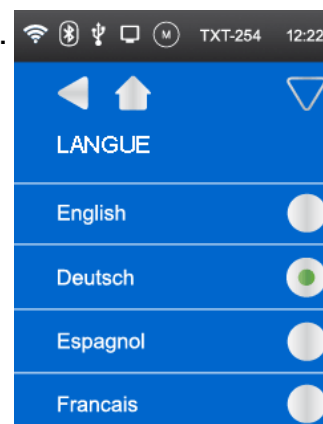 .
M TXT-254 12:22
LANGUE
English
Deutsch
Espagnol
Francais